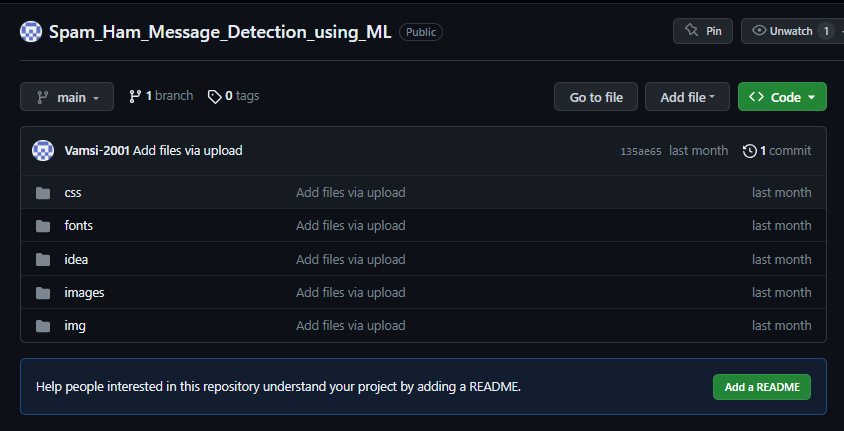 Spam_Ham_Message_Detection_using_ML Public Pin Unwatch 1
main 1 branch 0 tags Go to file Add file Code
Vamsi-2001 Add files via upload 135ae65 last month 1 commit
css Add files via upload last month
fonts Add files via upload last month
idea Add files via upload last month
images Add files via upload last month
img Add files via upload last month
Help people interested in this repository understand your project by adding a README. Add a README